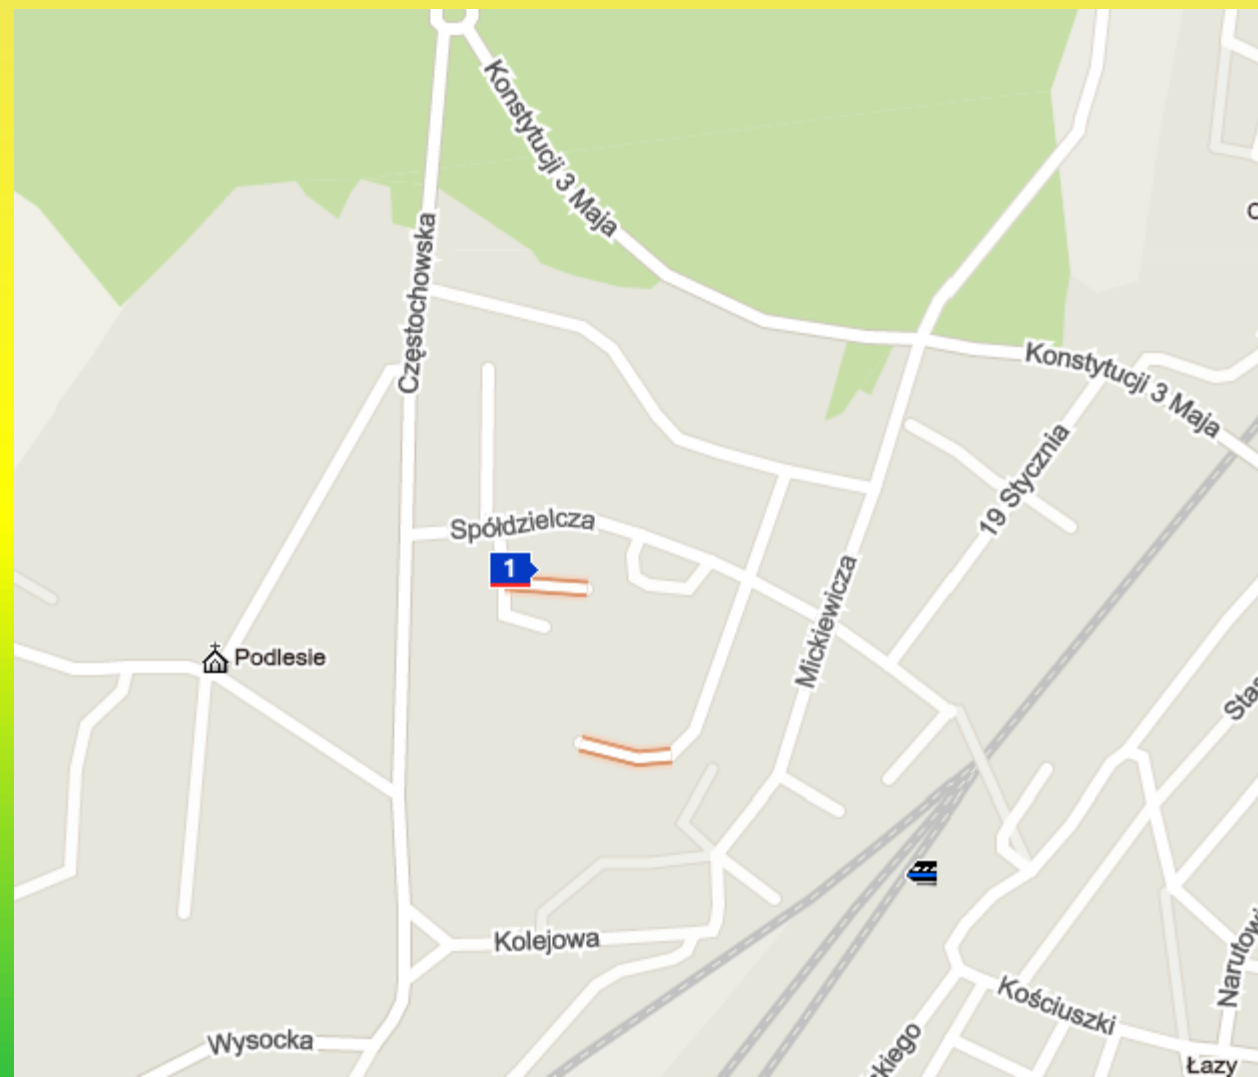 Konstytucji 3 Maja
Częstochowska
Konstytucji 3 Maja
19 Stycznia
Spółdzielcza
1
Mickiewicza
Podlesie
Kolejowa
Kościuszki
Wysocka
Łazy